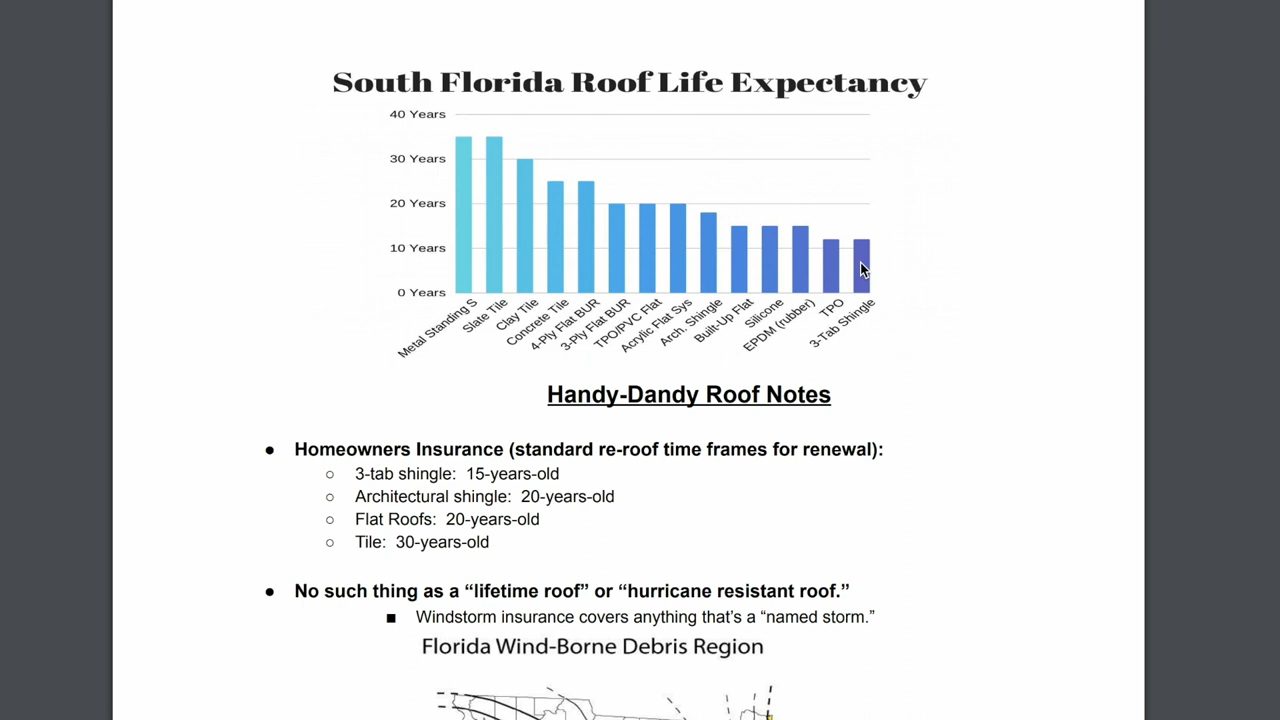 South Florida Roof Life Expectancy
40 Years
30 Years
20 Years
10 Years
0 Years
Metal Standing S
Slate Tile
Clay Tile
Concrete Tile
4-Ply Flat BUR
3-Ply Flat BUR
TPO/PVC Flat
Acrylic Flat Sys
Arch. Shingle
Built-Up Flat
Silicone
EPDM (rubber)
TPO
3-Tab Shingle
Handy-Dandy Roof Notes
● Homeowners Insurance (standard re-roof time frames for renewal):
○ 3-tab shingle: 15-years-old
○ Architectural shingle: 20-years-old
○ Flat Roofs: 20-years-old
○ Tile: 30-years-old
● No such thing as a “lifetime roof” or “hurricane resistant roof.”
■ Windstorm insurance covers anything that’s a “named storm.”
Florida Wind-Borne Debris Region